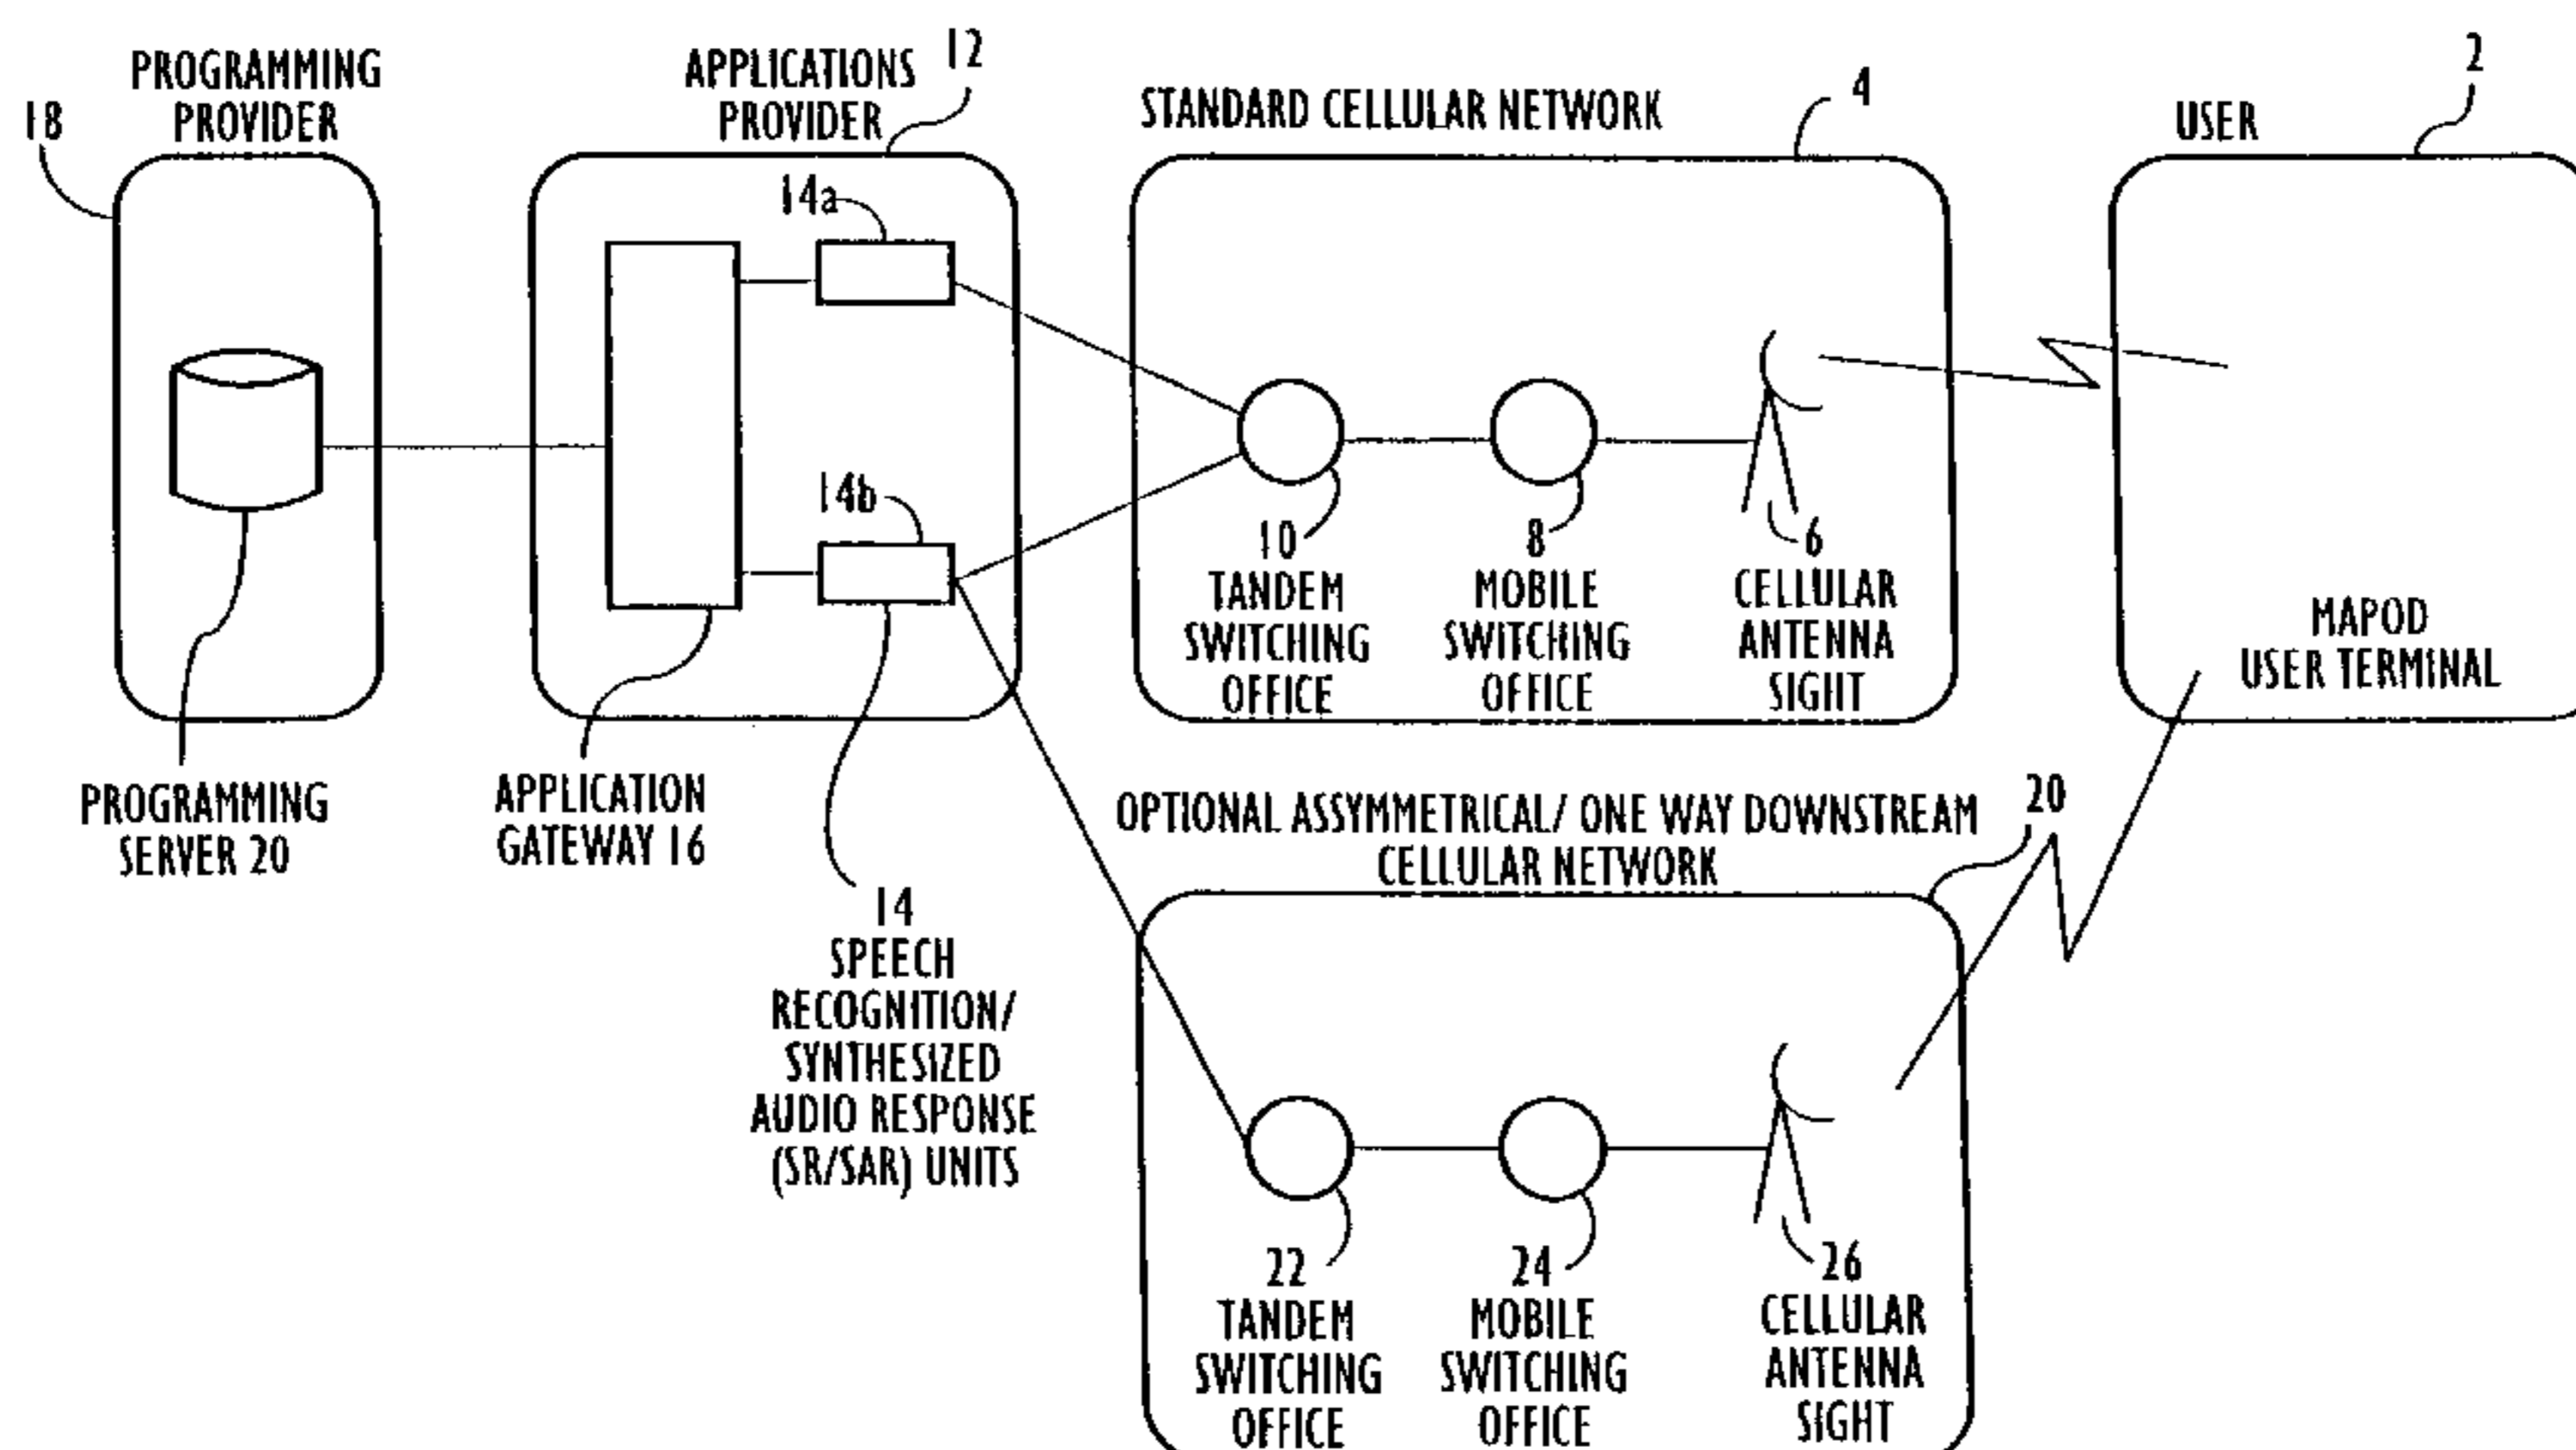 PROGRAMMING
PROVIDER
18
APPLICATIONS
PROVIDER
12
14a
14b
STANDARD CELLULAR NETWORK
4
USER
2
10
TANDEM
SWITCHING
OFFICE
8
MOBILE
SWITCHING
OFFICE
6
CELLULAR
ANTENNA
SIGHT
MAPOD
USER TERMINAL
PROGRAMMING
SERVER 20
APPLICATION
GATEWAY 16
14
SPEECH
RECOGNITION/
SYNTHESIZED
AUDIO RESPONSE
(SR/SAR) UNITS
OPTIONAL ASSYMMETRICAL/ ONE WAY DOWNSTREAM
CELLULAR NETWORK
20
22
TANDEM
SWITCHING
OFFICE
24
MOBILE
SWITCHING
OFFICE
26
CELLULAR
ANTENNA
SIGHT